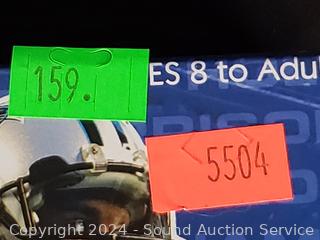 159.
ES 8 to Adu
5504
Copyright 2024 - Sound Auction Service